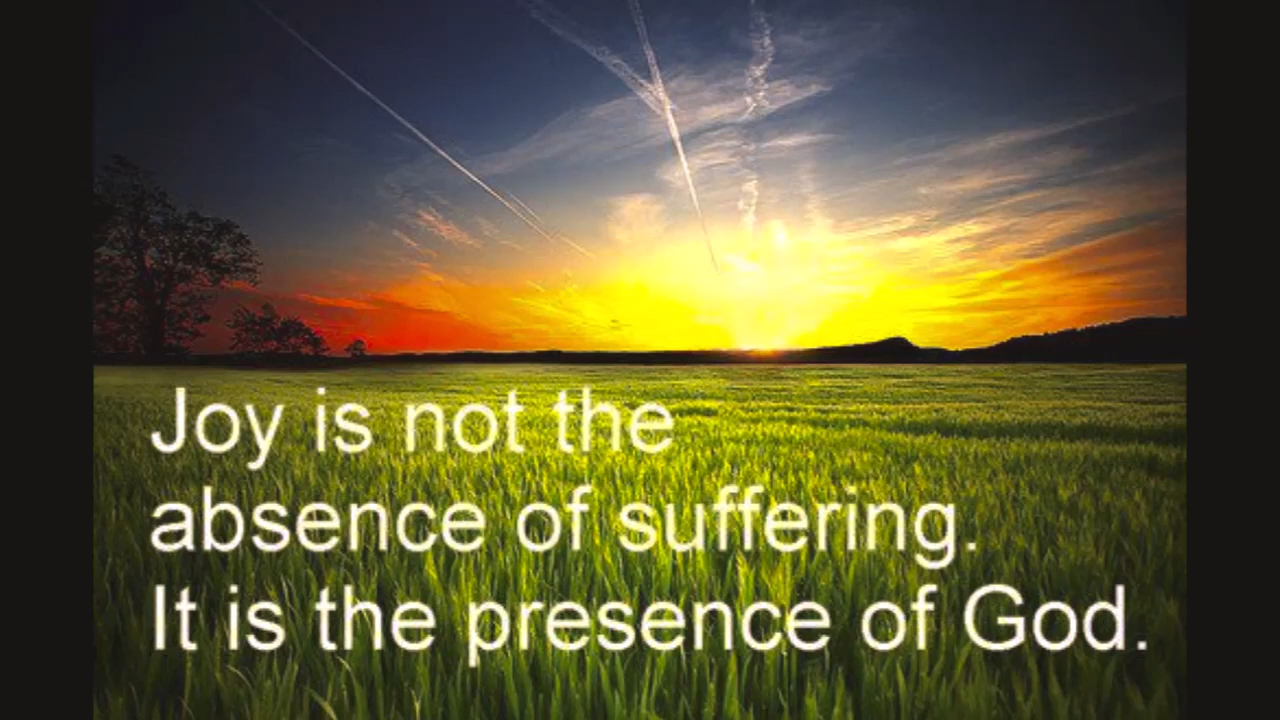 Joy is not the
absence of suffering.
It is the presence of God.